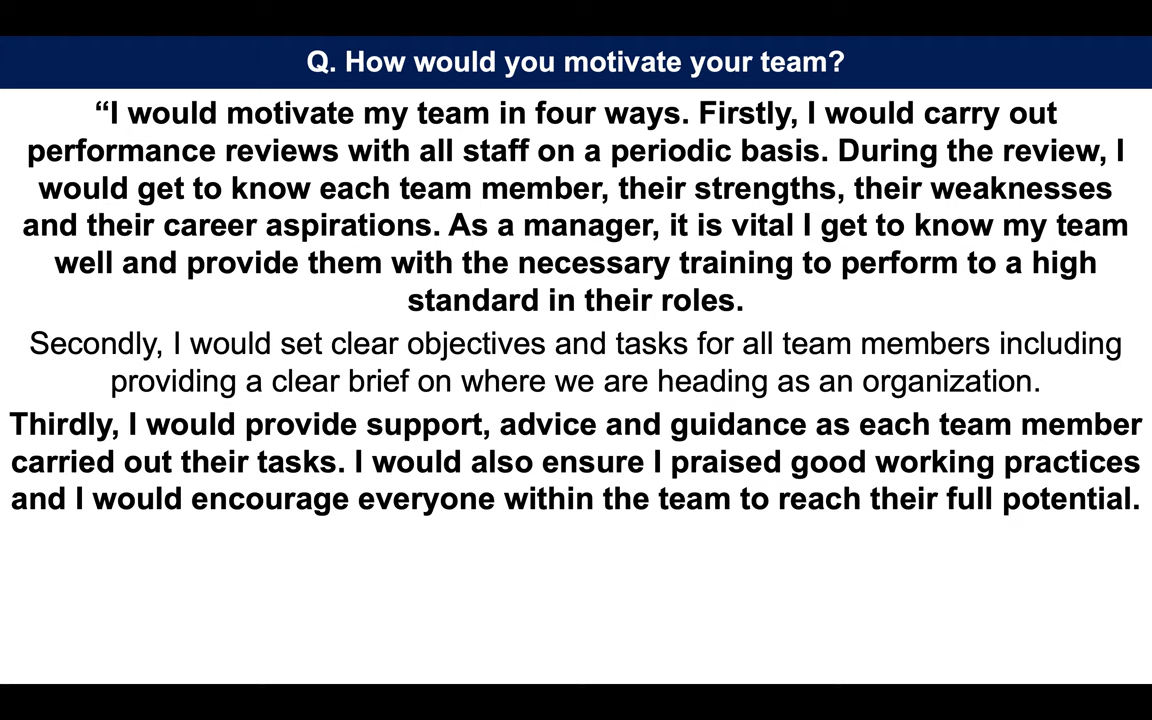 Q. How would you motivate your team?
“I would motivate my team in four ways. Firstly, I would carry out
performance reviews with all staff on a periodic basis. During the review, I
would get to know each team member, their strengths, their weaknesses
and their career aspirations. As a manager, it is vital I get to know my team
well and provide them with the necessary training to perform to a high
standard in their roles.
Secondly, I would set clear objectives and tasks for all team members including
providing a clear brief on where we are heading as an organization.
Thirdly, I would provide support, advice and guidance as each team member
carried out their tasks. I would also ensure I praised good working practices
and I would encourage everyone within the team to reach their full potential.